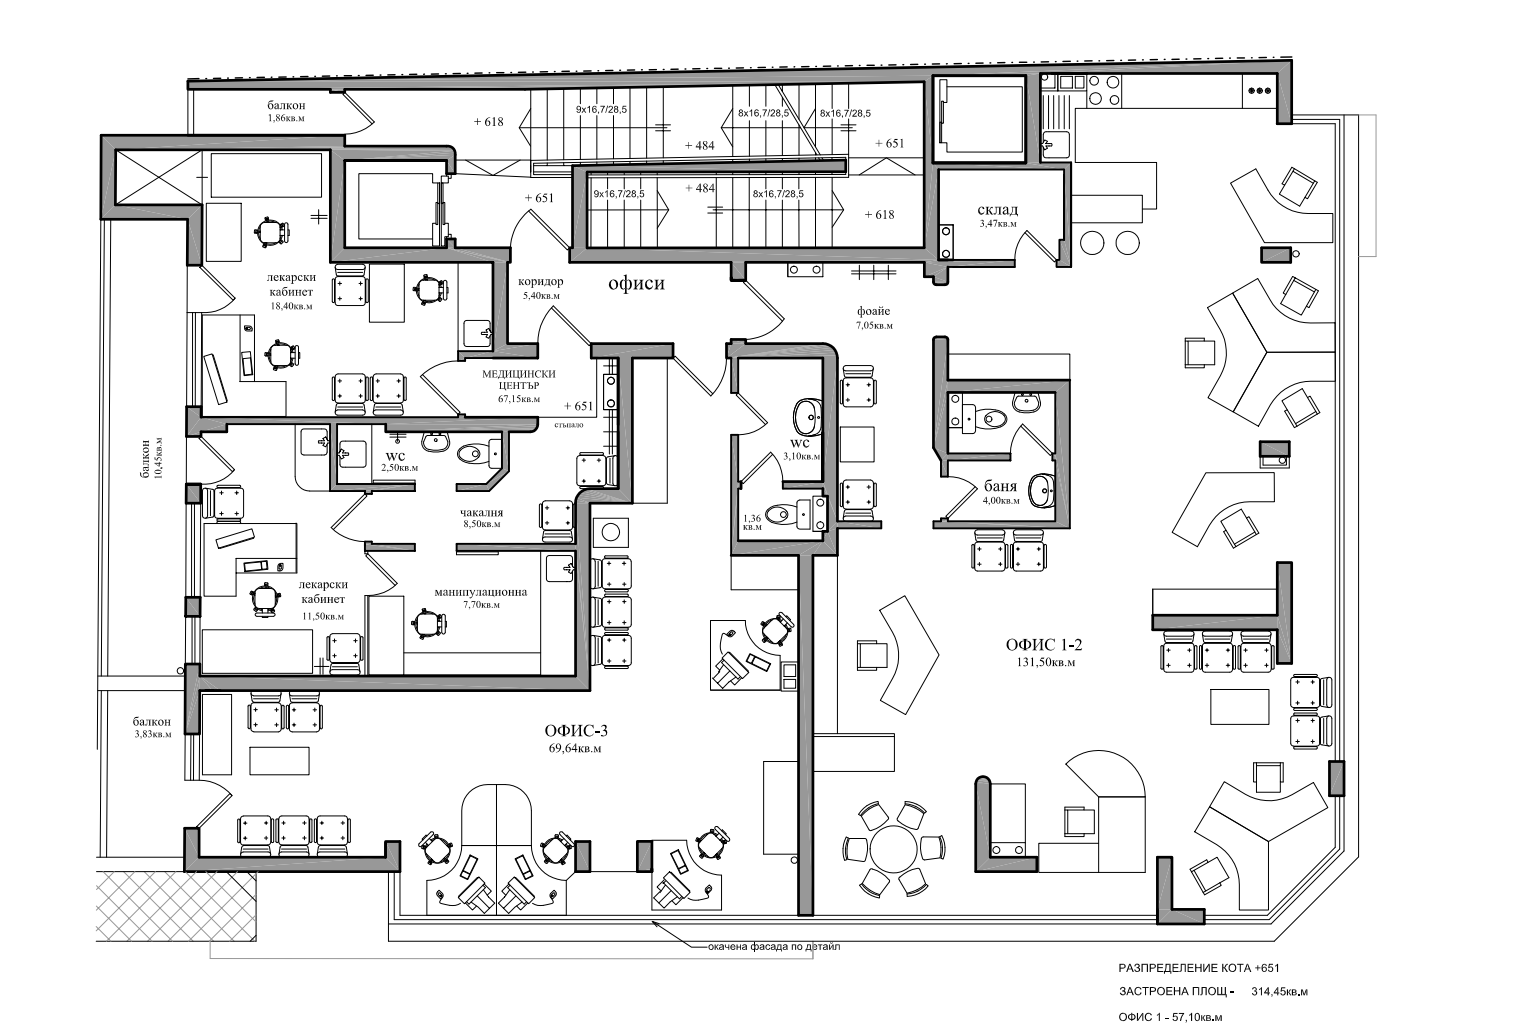 балкон
1,86кв.м
+ 618
9x16,7/28,5
8x16,7/28,5
8x16,7/28,5
+ 484
+ 651
+ 651
9x16,7/28,5
+ 484
8x16,7/28,5
+ 618
склад
3,47кв.м
лекарски
кабинет
18,40кв.м
коридор
5,40кв.м
офиси
фоайе
7,05кв.м
МЕДИЦИНСКИ
ЦЕНТЪР
67,15кв.м
+ 651
стъпало
балкон
10,45кв.м
wc
2,50кв.м
wc
3,10кв.м
баня
4,00кв.м
чакалня
8,50кв.м
1,36
кв.м
лекарски
кабинет
11,50кв.м
манипулационна
7,70кв.м
ОФИС 1-2
131,50кв.м
балкон
3,83кв.м
ОФИС-3
69,64кв.м
окачена фасада по детайл
РАЗПРЕДЕЛЕНИЕ КОТА +651
ЗАСТРОЕНА ПЛОЩ - 314,45кв.м
ОФИС 1 - 57,10кв.м